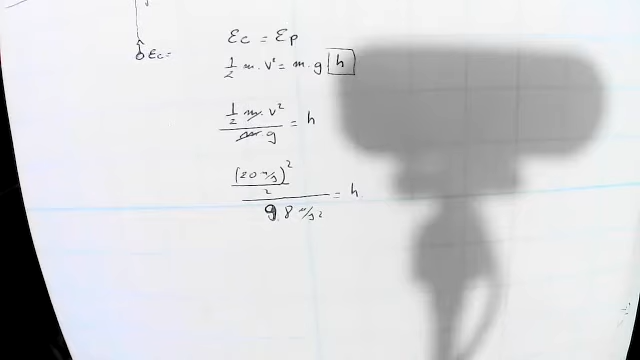 Ec=
Ec = Ep
1/2 m. v² = m. g h
1/2 m. v² / m. g = h
(20 m/s)² / 2 / 9.8 m/s² = h